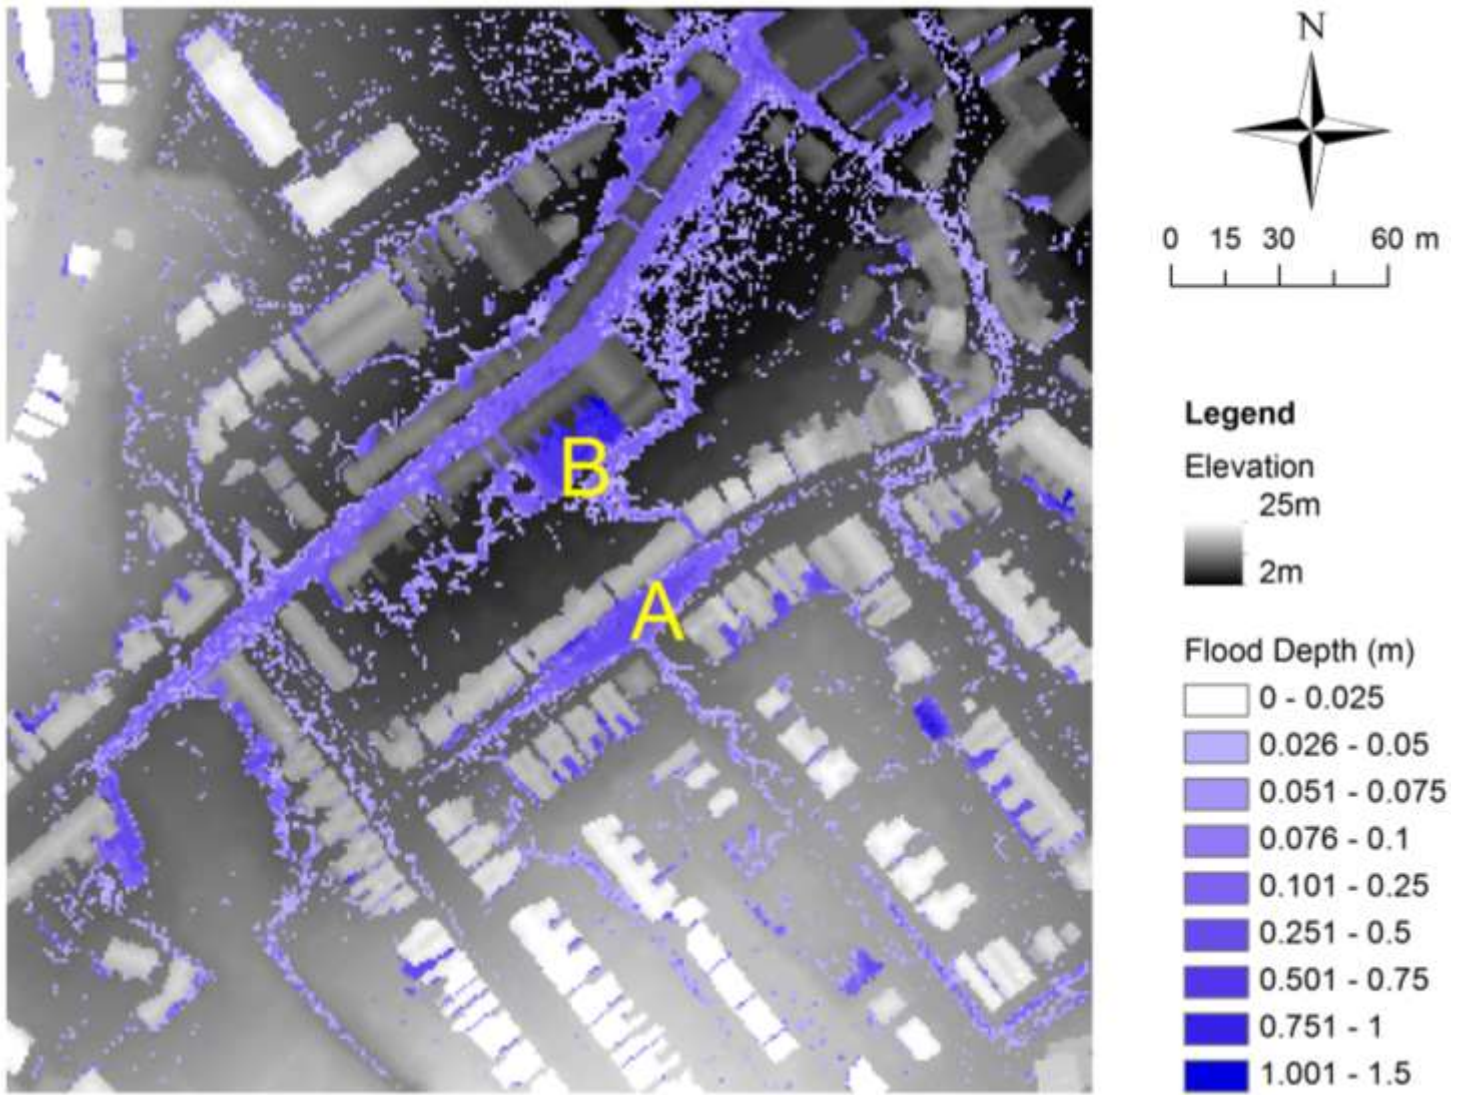 N
0 15 30 60 m
Legend
Elevation
25m
2m
Flood Depth (m)
0 - 0.025
0.026 - 0.05
0.051 - 0.075
0.076 - 0.1
0.101 - 0.25
0.251 - 0.5
0.501 - 0.75
0.751 - 1
1.001 - 1.5
B
A